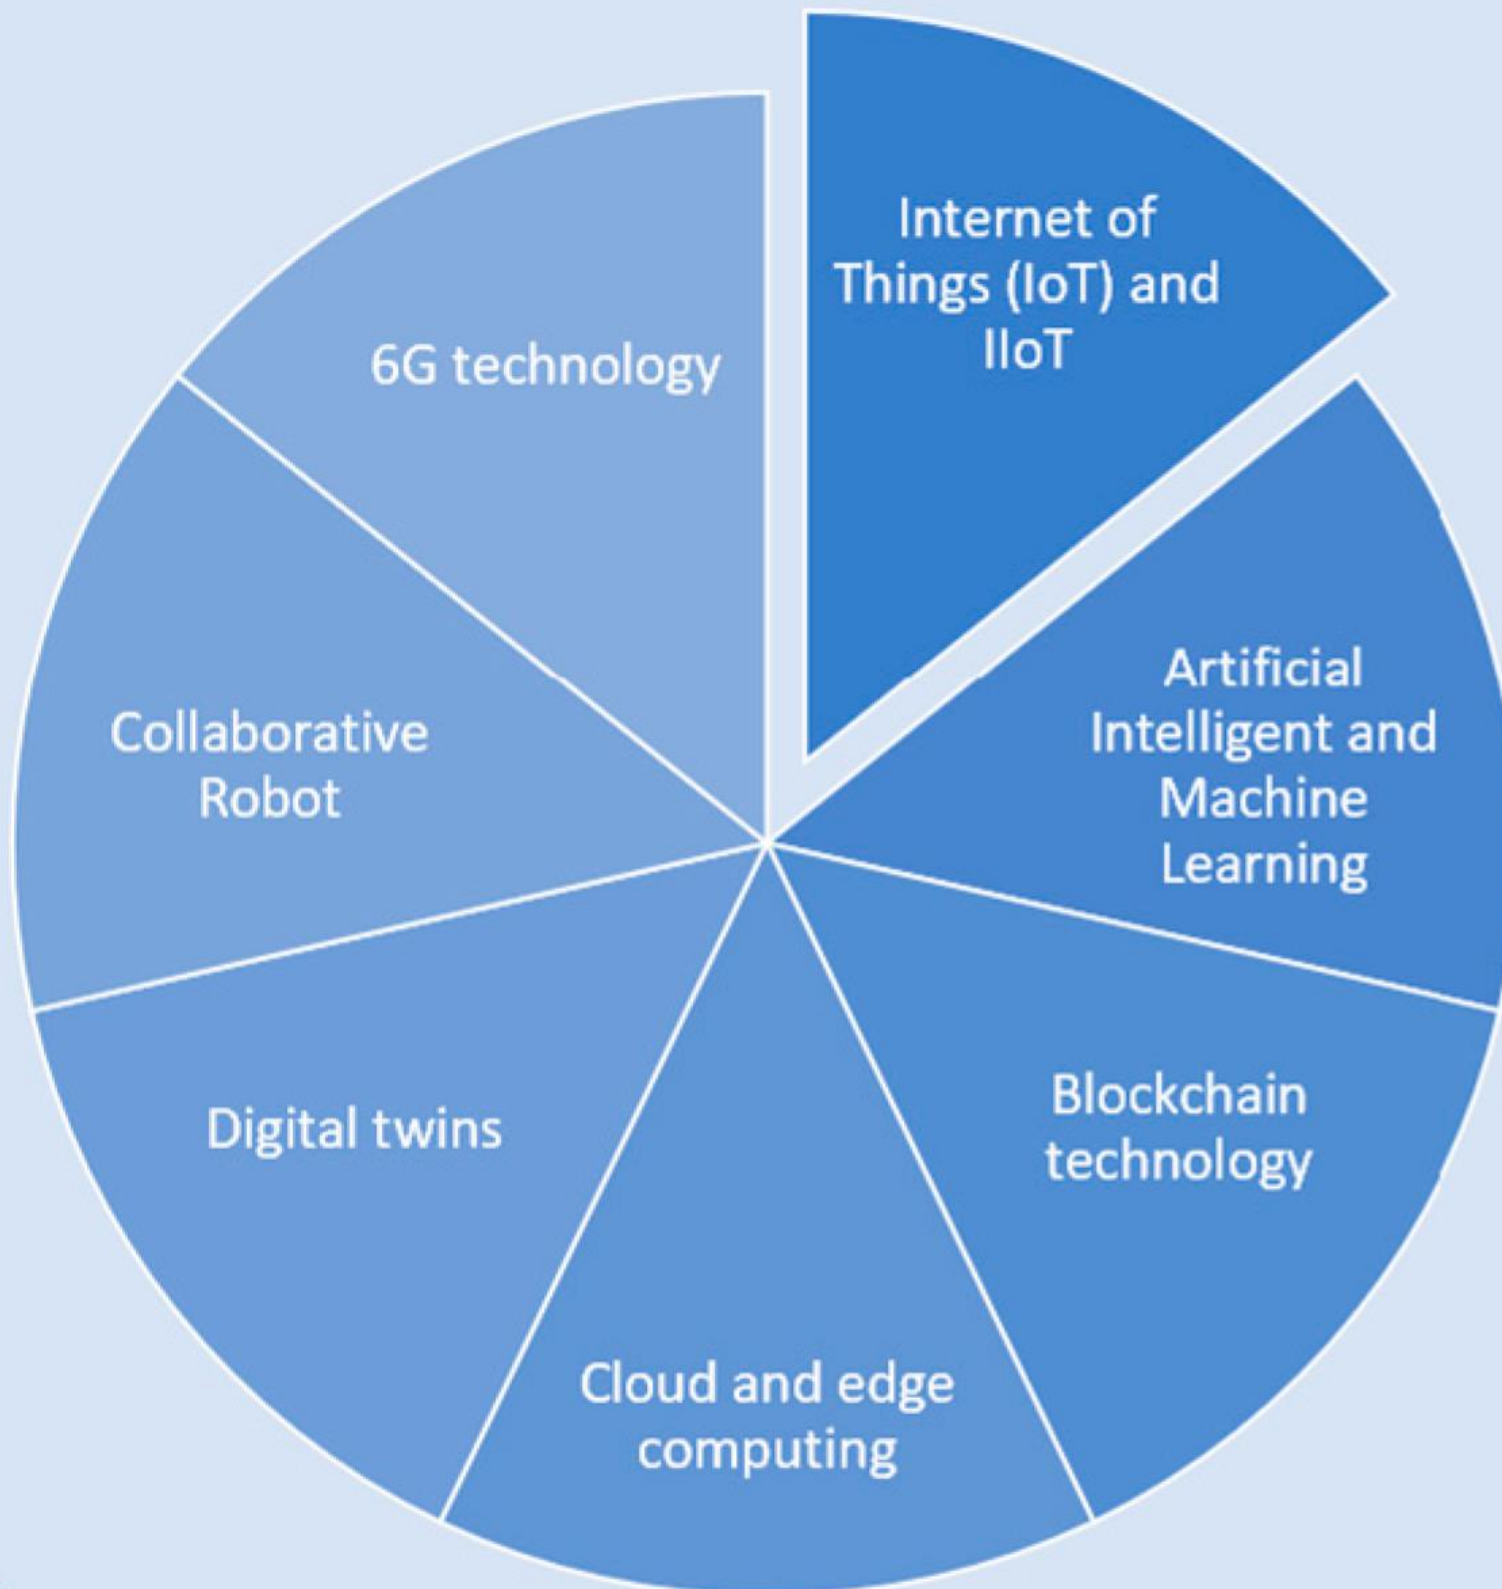 Internet of
Things (IoT) and
IIoT
Artificial
Intelligent and
Machine
Learning
Blockchain
technology
Cloud and edge
computing
Digital twins
Collaborative
Robot
6G technology